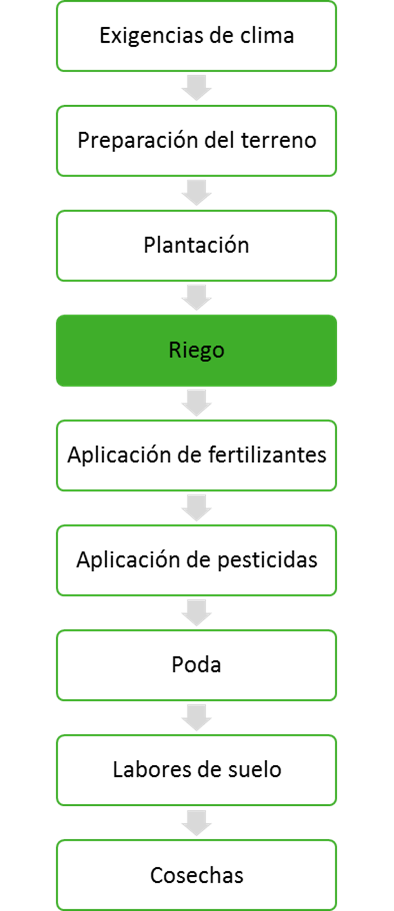 Exigencias de clima
Preparación del terreno
Plantación
Riego
Aplicación de fertilizantes
Aplicación de pesticidas
Poda
Labores de suelo
Cosechas